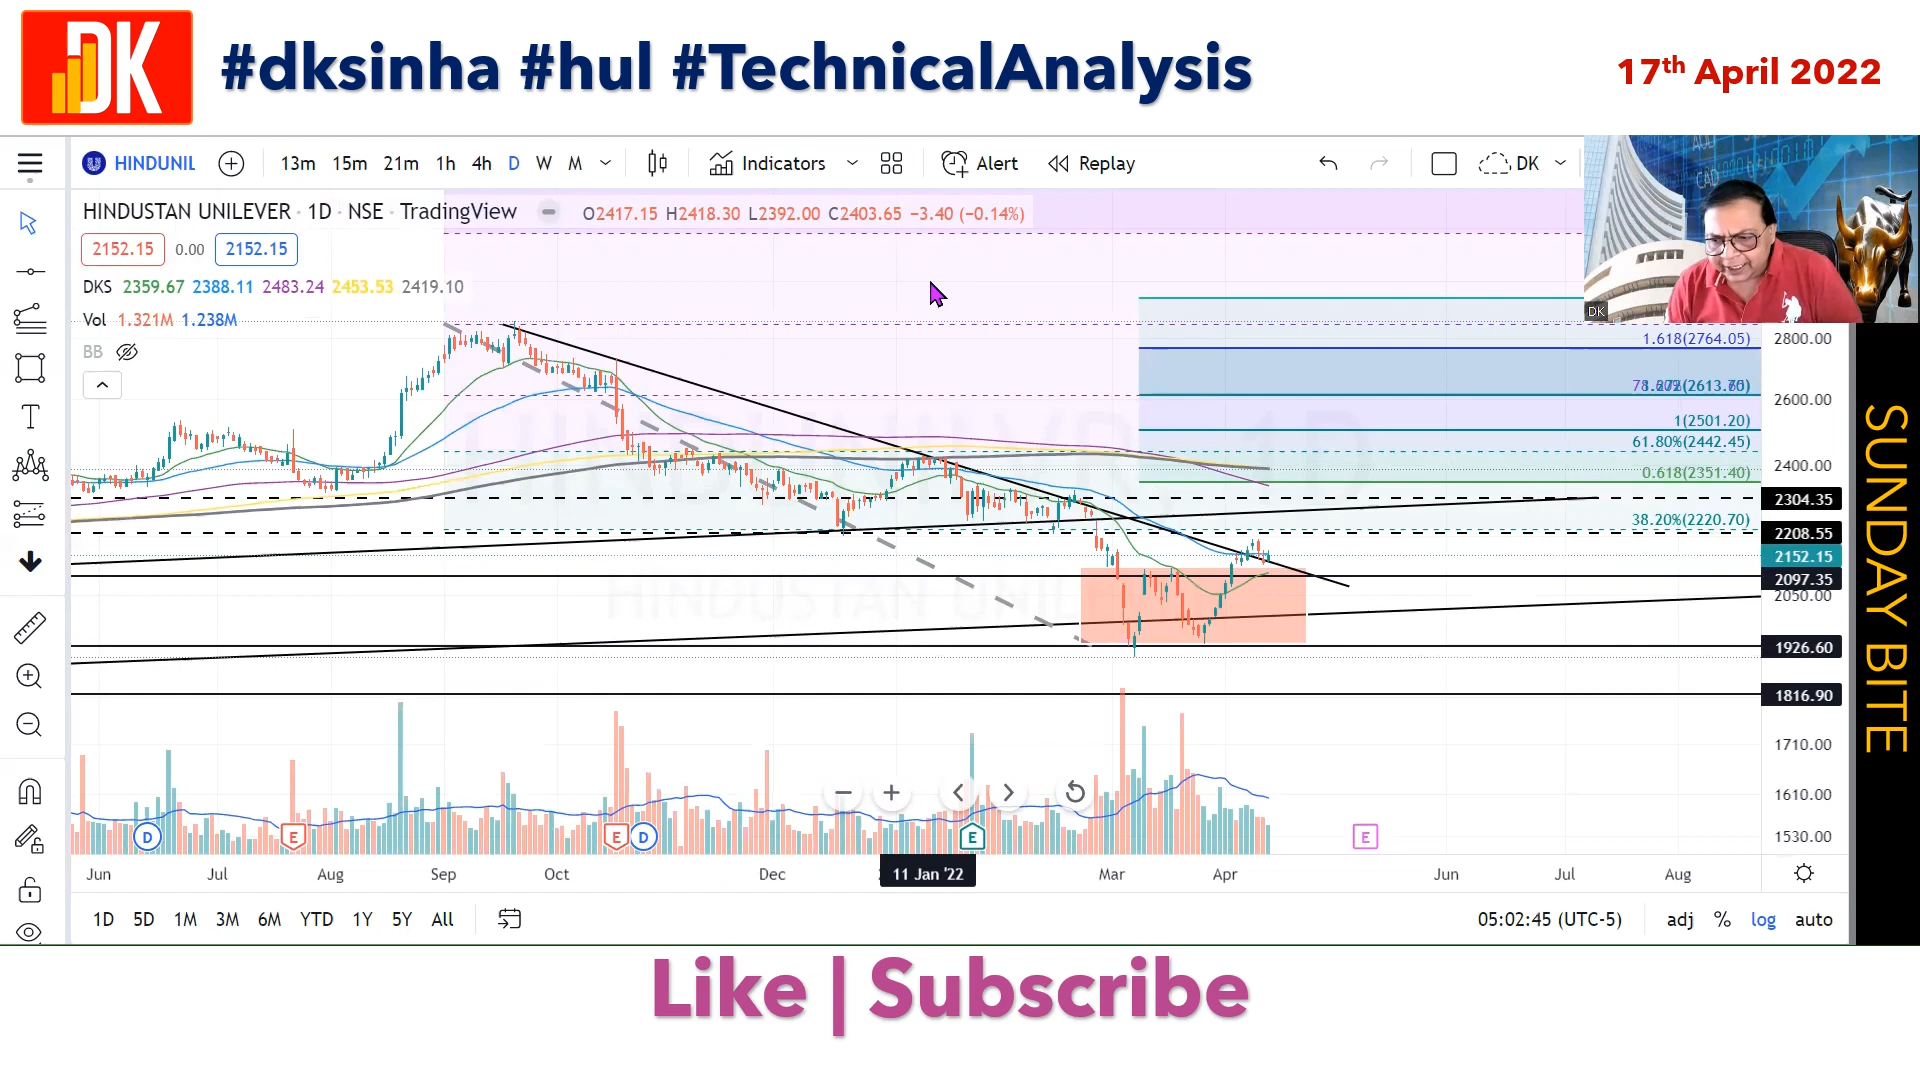 DK #dksinha #hul #TechnicalAnalysis 17th April 2022
HINDUNIL 13m 15m 21m 1h 4h D W M Indicators Alert Replay DK
HINDUSTAN UNILEVER · 1D · NSE · TradingView O2417.15 H2418.30 L2392.00 C2403.65 −3.40 (−0.14%)
2152.15 0.00 2152.15
DKS 2359.67 2388.11 2483.24 2453.53 2419.10
Vol 1.321M 1.238M
BB
DK
1.618(2764.05) 2800.00
2600.00
1(2501.20)
61.80%(2442.45)
2400.00
0.618(2351.40)
2304.35
38.20%(2220.70)
2208.55
2152.15
2097.35
2050.00
HINDUSTAN UNILE
1926.60
1816.90
1710.00
1610.00
1530.00
D E E D E E
Jun Jul Aug Sep Oct Dec 11 Jan '22 Mar Apr Jun Jul Aug
1D 5D 1M 3M 6M YTD 1Y 5Y All 05:02:45 (UTC-5) adj % log auto
SUNDAY BITE
Like | Subscribe